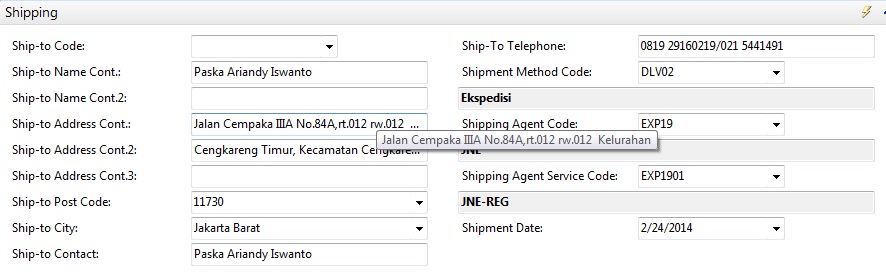 Shipping
Ship-to Code:
Ship-to Name Cont.: Paska Ariandy Iswanto
Ship-to Name Cont.2:
Ship-to Address Cont.: Jalan Cempaka IIIA No.84A,rt.012 rw.012 ...
Jalan Cempaka IIIA No.84A,rt.012 rw.012 Kelurahan
Ship-to Address Cont.2: Cengkareng Timur, Kecamatan Cengkare...
Ship-to Address Cont.3:
Ship-to Post Code: 11730
Ship-to City: Jakarta Barat
Ship-to Contact: Paska Ariandy Iswanto
Ship-To Telephone: 0819 29160219/021 5441491
Shipment Method Code: DLV02
Ekspedisi
Shipping Agent Code: EXP19
JNE
Shipping Agent Service Code: EXP1901
JNE-REG
Shipment Date: 2/24/2014